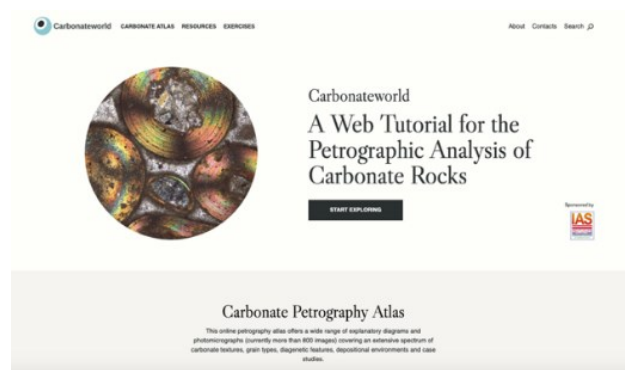 Carbonateworld CARBONATE ATLAS RESOURCES EXERCISES About Contacts Search
Carbonateworld
A Web Tutorial for the
Petrographic Analysis of
Carbonate Rocks
START EXPLORING
Sponsored by
IAS
Carbonate Petrography Atlas
This online petrography atlas offers a wide range of explanatory diagrams and
photomicrographs (currently more than 800 images) covering an extensive spectrum of
carbonate textures, grain types, diagenetic features, depositional environments and case
studies.